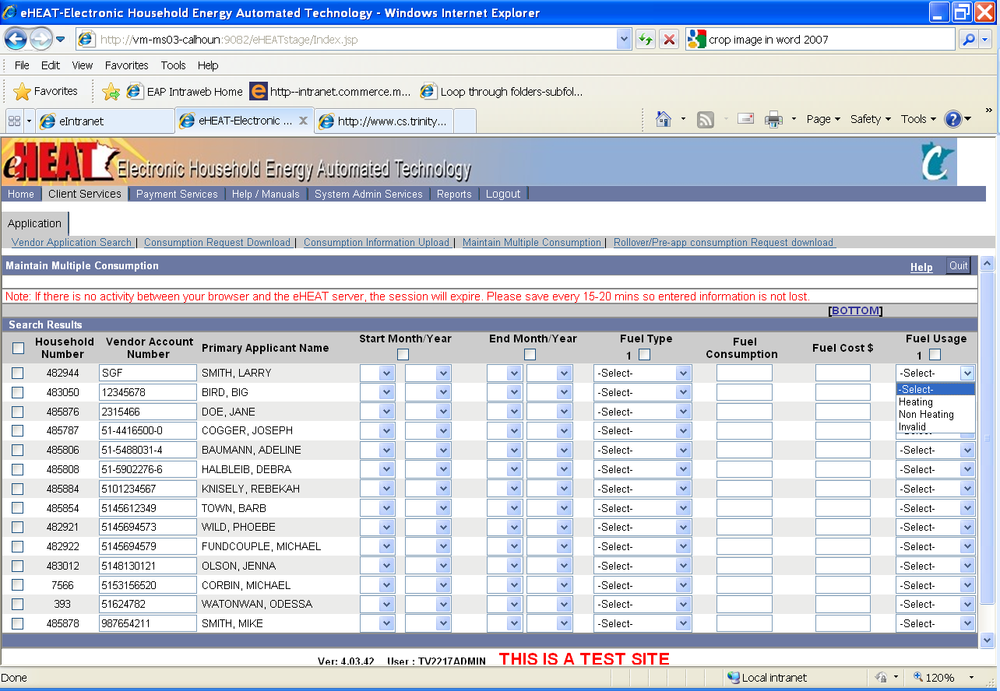 eHEAT-Electronic Household Energy Automated Technology - Windows Internet Explorer
http://vm-ms03-calhoun:9082/eHEATstage/Index.jsp crop image in word 2007
File Edit View Favorites Tools Help
Favorites EAP Intraweb Home http--intranet.commerce.m... Loop through folders-subfol...
eIntranet eHEAT-Electronic ... http://www.cs.trinity... Page Safety Tools
eHEAT Electronic Household Energy Automated Technology
Home Client Services Payment Services Help / Manuals System Admin Services Reports Logout
Application
Vendor Application Search | Consumption Request Download | Consumption Information Upload | Maintain Multiple Consumption | Rollover/Pre-app consumption Request download
Maintain Multiple Consumption Help Quit
Note: If there is no activity between your browser and the eHEAT server, the session will expire. Please save every 15-20 mins so entered information is not lost.
[BOTTOM]
Search Results
Household Number Vendor Account Number Primary Applicant Name Start Month/Year End Month/Year Fuel Type 1 Fuel Consumption Fuel Cost $ Fuel Usage 1
482944 SGF SMITH, LARRY -Select- -Select-
-Select-
Heating
Non Heating
Invalid
483050 12345678 BIRD, BIG -Select-
485876 2315466 DOE, JANE -Select-
485787 51-4416500-0 COGGER, JOSEPH -Select-
485806 51-5488031-4 BAUMANN, ADELINE -Select- -Select-
485808 51-5902276-6 HALBLEIB, DEBRA -Select- -Select-
485884 5101234567 KNISELY, REBEKAH -Select- -Select-
485854 5145612349 TOWN, BARB -Select- -Select-
482921 5145694573 WILD, PHOEBE -Select- -Select-
482922 5145694579 FUNDCOUPLE, MICHAEL -Select- -Select-
483012 5148130121 OLSON, JENNA -Select- -Select-
7566 5153156520 CORBIN, MICHAEL -Select- -Select-
393 51624782 WATONWAN, ODESSA -Select- -Select-
485878 987654211 SMITH, MIKE -Select- -Select-
Ver: 4.03.42 User : TV2217ADMIN THIS IS A TEST SITE
Done Local intranet 120%